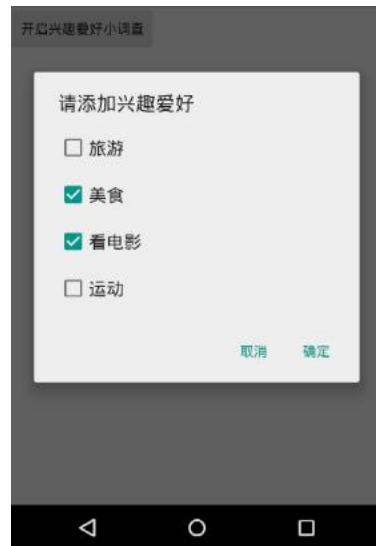 开启兴趣爱好小调查
请添加兴趣爱好
旅游
美食
看电影
运动
取消 确定